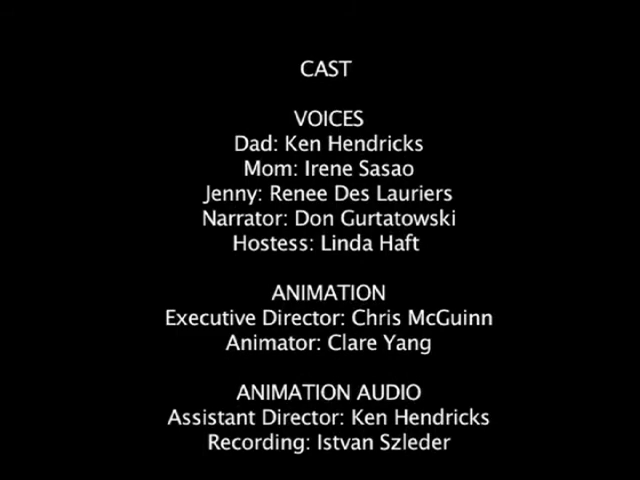 CAST
VOICES
Dad: Ken Hendricks
Mom: Irene Sasao
Jenny: Renee Des Lauriers
Narrator: Don Gurtatowski
Hostess: Linda Haft
ANIMATION
Executive Director: Chris McGuinn
Animator: Clare Yang
ANIMATION AUDIO
Assistant Director: Ken Hendricks
Recording: Istvan Szleder